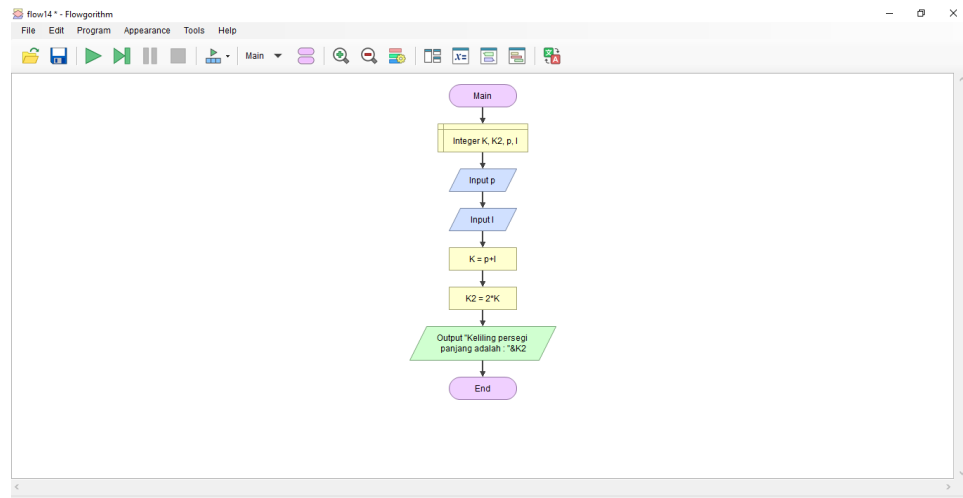 flow14 * - Flowgorithm
File Edit Program Appearance Tools Help
Main
X=
Main
Integer K, K2, p, l
Input p
Input l
K = p+l
K2 = 2*K
Output "Keliling persegi
panjang adalah : "&K2
End